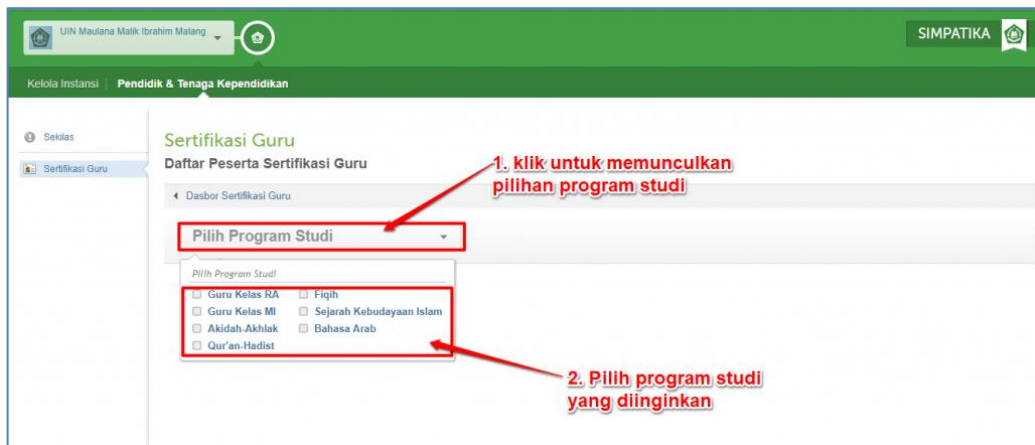 UIN Maulana Malik Ibrahim Malang
SIMPATIKA
Kelola Instansi | Pendidik & Tenaga Kependidikan
Sekilas
Sertifikasi Guru
Sertifikasi Guru
Daftar Peserta Sertifikasi Guru
1. klik untuk memunculkan
pilihan program studi
Dasbor Sertifikasi Guru
Pilih Program Studi
Pilih Program Studi
Guru Kelas RA Fiqih
Guru Kelas MI Sejarah Kebudayaan Islam
Akidah-Akhlak Bahasa Arab
Qur'an-Hadist
2. Pilih program studi
yang diinginkan